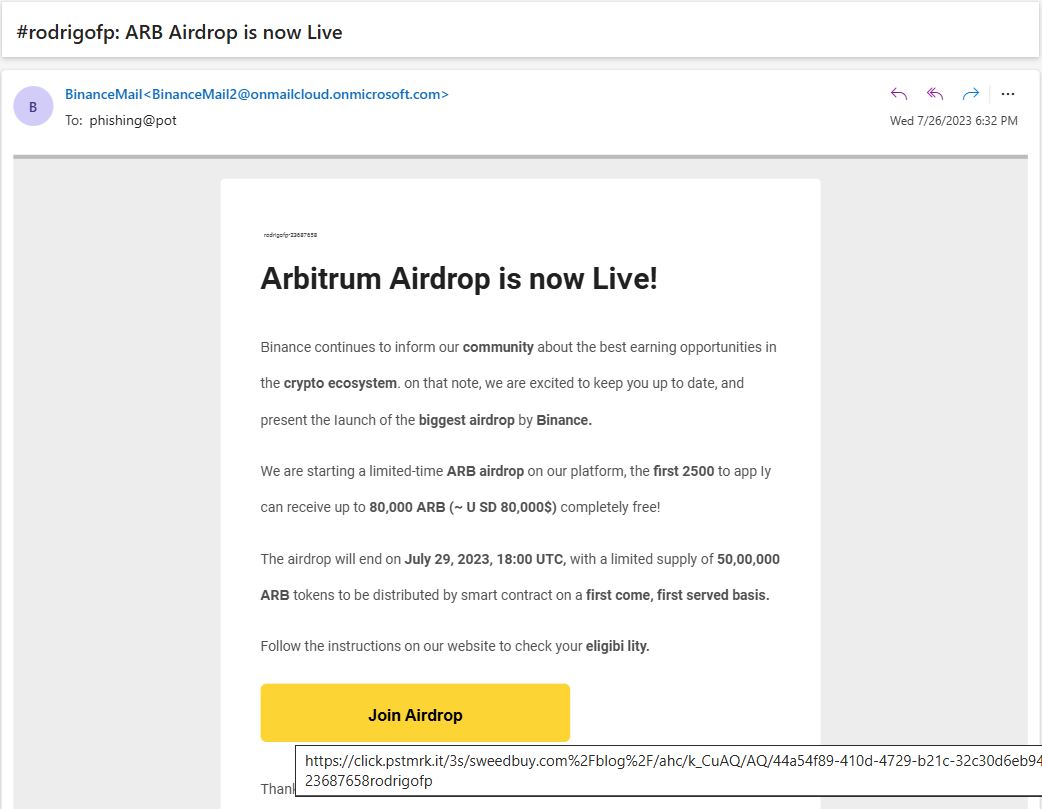 #rodrigofp: ARB Airdrop is now Live
B
BinanceMail<BinanceMail2@onmailcloud.onmicrosoft.com>
To: phishing@pot
Wed 7/26/2023 6:32 PM
rodrigofp-23687658
Arbitrum Airdrop is now Live!
Binance continues to inform our community about the best earning opportunities in
the crypto ecosystem. on that note, we are excited to keep you up to date, and
present the launch of the biggest airdrop by Binance.
We are starting a limited-time ARB airdrop on our platform, the first 2500 to app ly
can receive up to 80,000 ARB (~ U SD 80,000$) completely free!
The airdrop will end on July 29, 2023, 18:00 UTC, with a limited supply of 50,00,000
ARB tokens to be distributed by smart contract on a first come, first served basis.
Follow the instructions on our website to check your eligibi lity.
Join Airdrop
https://click.pstmrk.it/3s/sweedbuy.com%2Fblog%2F/ahc/k_CuAQ/AQ/44a54f89-410d-4729-b21c-32c30d6eb94
23687658rodrigofp
Thank